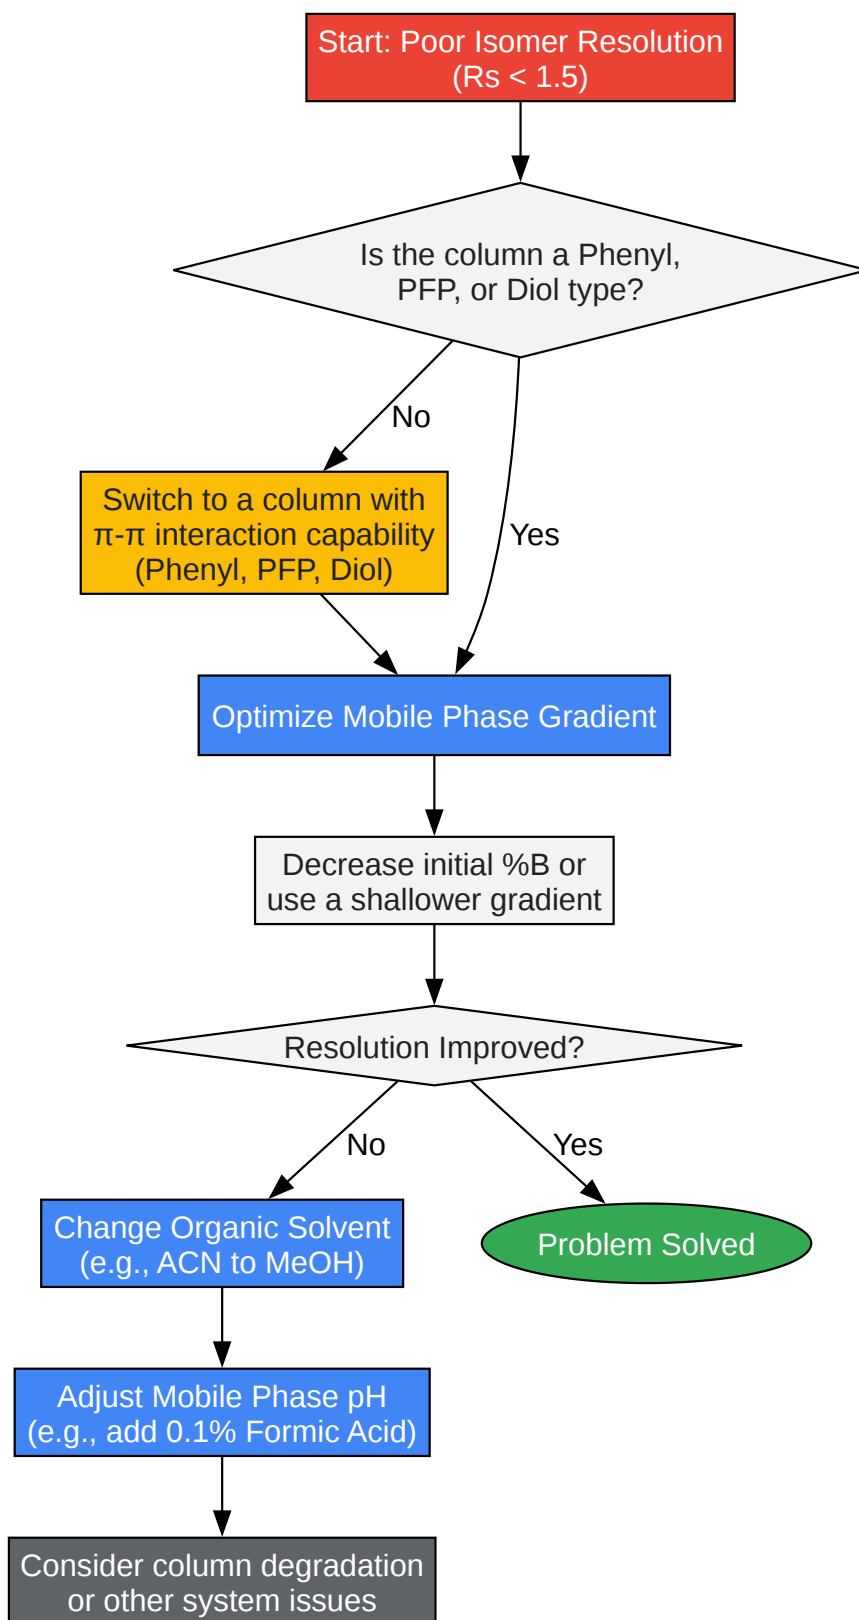 Start: Poor Isomer Resolution
(Rs < 1.5)
Is the column a Phenyl,
PFP, or Diol type?
No
Yes
Switch to a column with
π-π interaction capability
(Phenyl, PFP, Diol)
Optimize Mobile Phase Gradient
Decrease initial %B or
use a shallower gradient
Resolution Improved?
No
Yes
Change Organic Solvent
(e.g., ACN to MeOH)
Problem Solved
Adjust Mobile Phase pH
(e.g., add 0.1% Formic Acid)
Consider column degradation
or other system issues